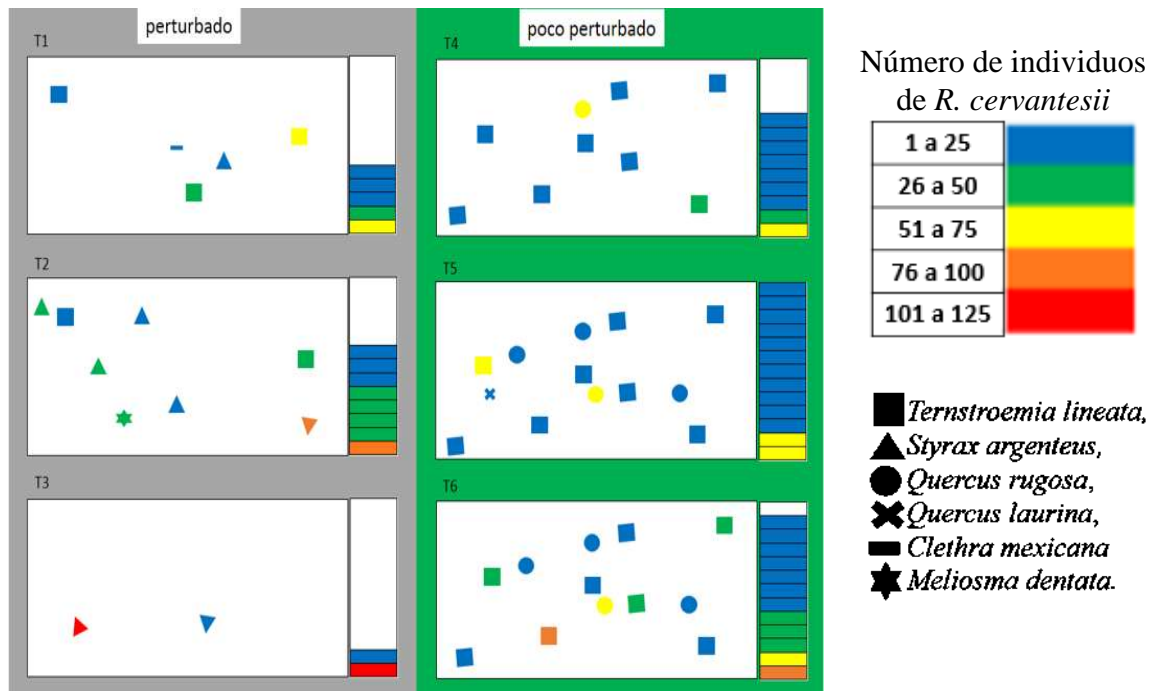 perturbado
T1
T2
T3
poco perturbado
T4
T5
T6
Número de individuos
de R. cervantesii
1 a 25
26 a 50
51 a 75
76 a 100
101 a 125
Ternstroemia lineata,
Styrax argenteus,
Quercus rugosa,
Quercus laurina,
Clethra mexicana
Meliosma dentata.